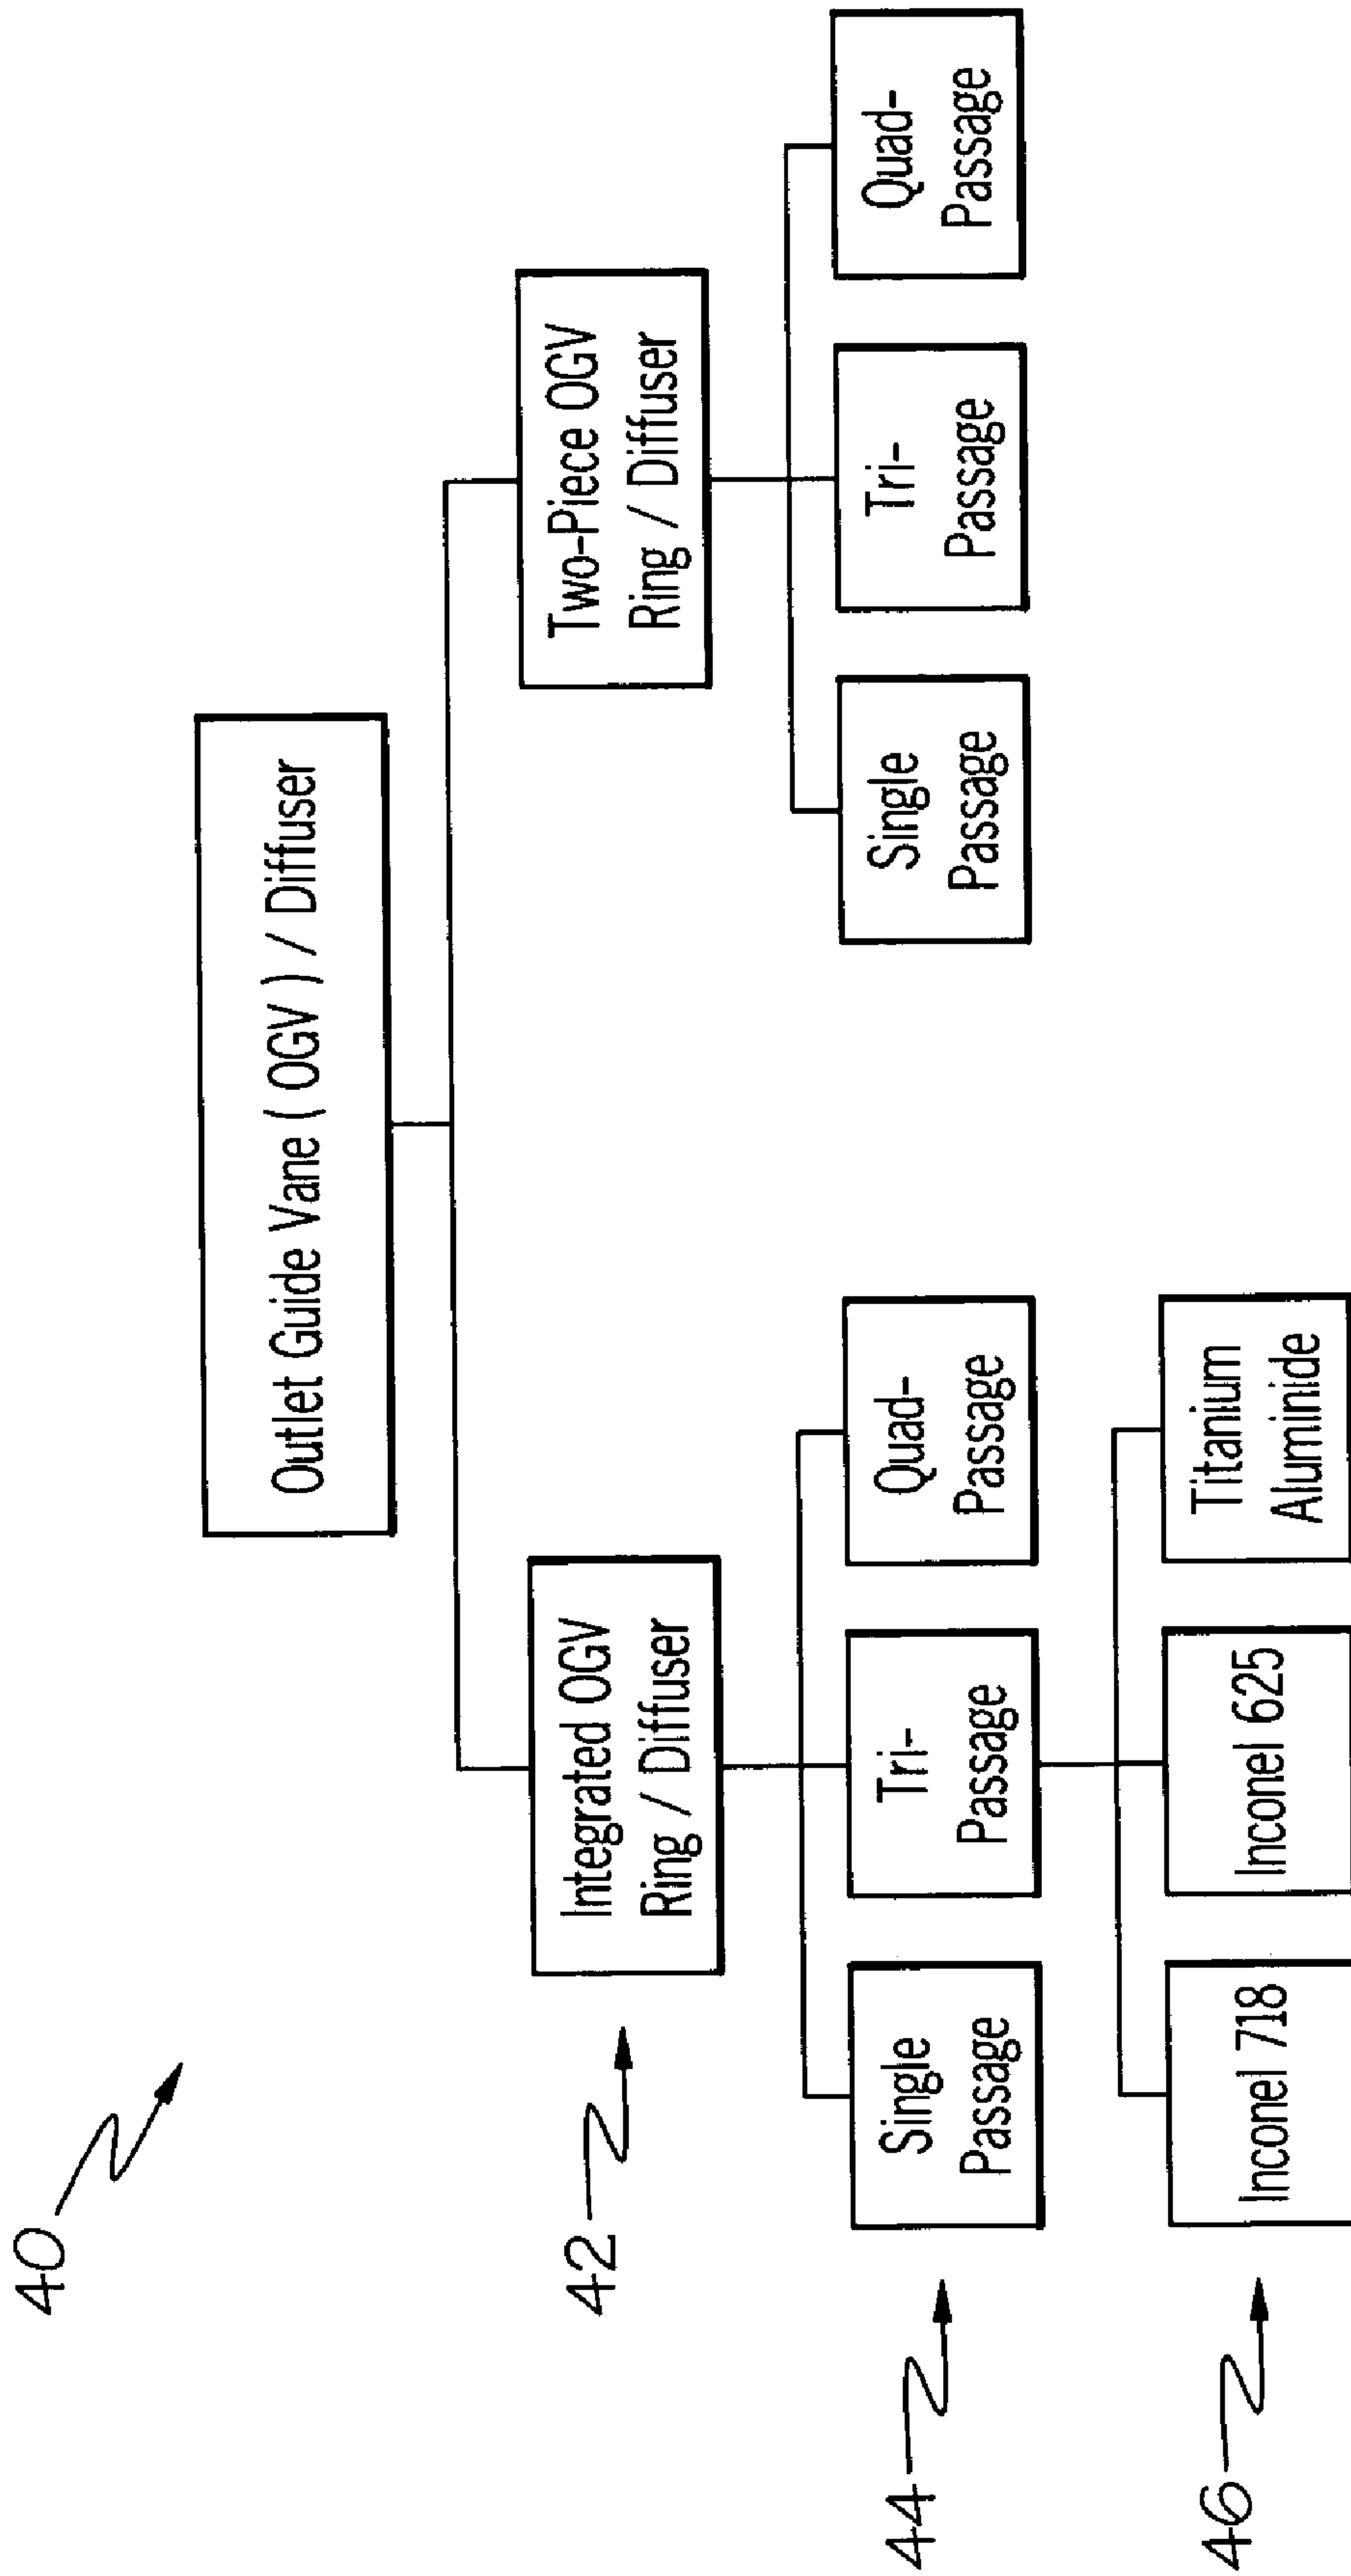 40
Outlet Guide Vane ( OGV ) / Diffuser
42
Integrated OGV
Ring / Diffuser
Two-Piece OGV
Ring / Diffuser
44
Single
Passage
Tri-
Passage
Quad-
Passage
Single
Passage
Tri-
Passage
Quad-
Passage
46
Inconel 718
Inconel 625
Titanium
Aluminide